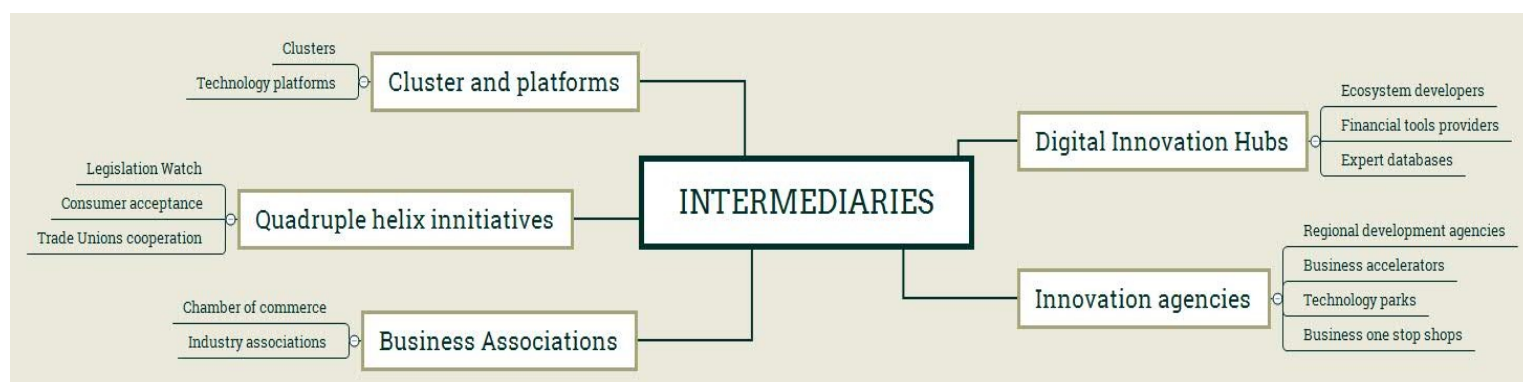 Clusters
Technology platforms
Cluster and platforms
Legislation Watch
Consumer acceptance
Trade Unions cooperation
Quadruple helix innitiatives
Chamber of commerce
Industry associations
Business Associations
INTERMEDIARIES
Digital Innovation Hubs
Ecosystem developers
Financial tools providers
Expert databases
Innovation agencies
Regional development agencies
Business accelerators
Technology parks
Business one stop shops